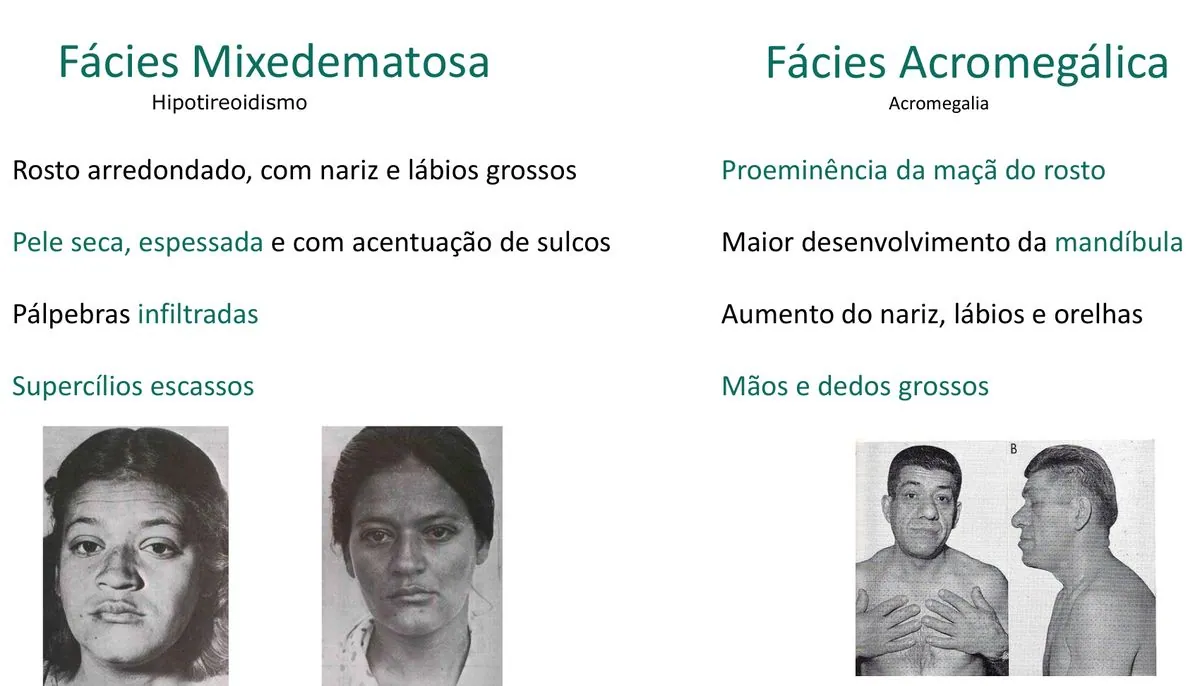 Fácies Mixedematosa
Hipotireoidismo
Rosto arredondado, com nariz e lábios grossos
Pele seca, espessada e com acentuação de sulcos
Pálpebras infiltradas
Supercílios escassos
Fácies Acromegálica
Acromegalia
Proeminência da maçã do rosto
Maior desenvolvimento da mandíbula
Aumento do nariz, lábios e orelhas
Mãos e dedos grossos
B